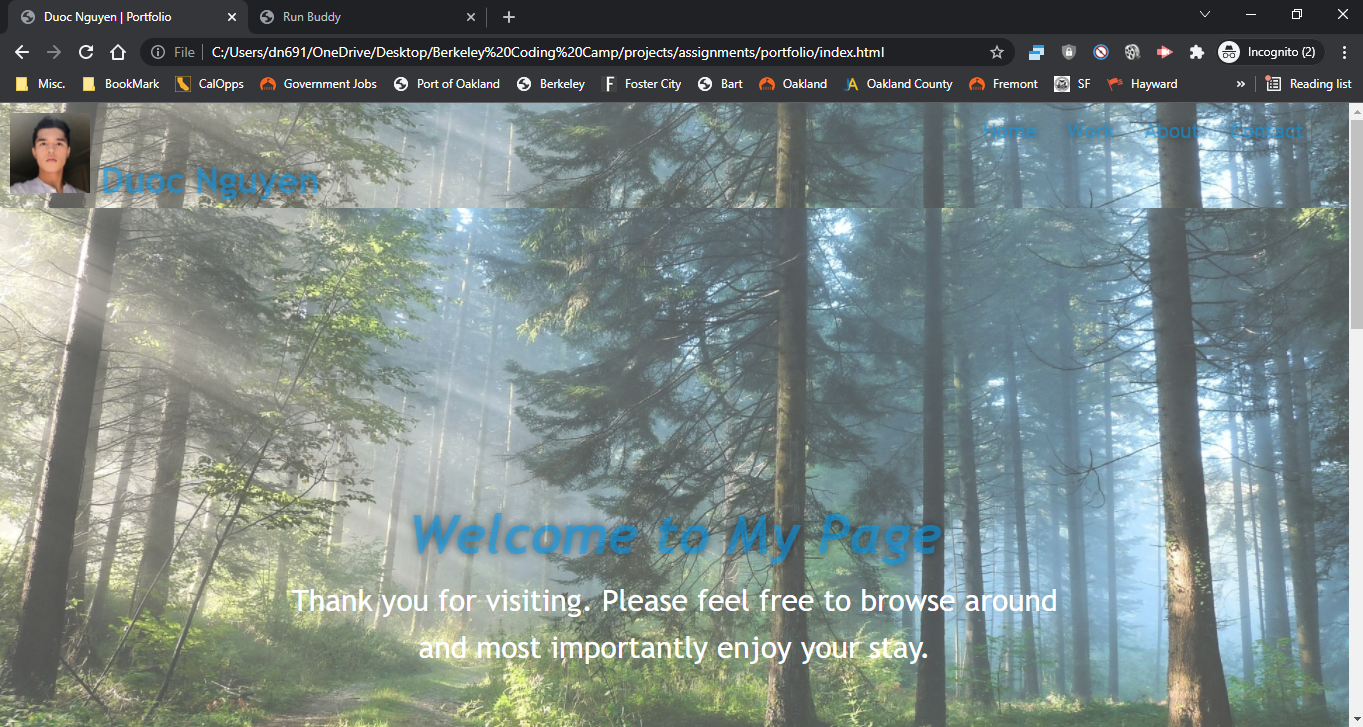 Duoc Nguyen | Portfolio
Run Buddy
File
C:/Users/dn691/OneDrive/Desktop/Berkeley%20Coding%20Camp/projects/assignments/portfolio/index.html
Incognito (2)
Misc. BookMark CalOpps Government Jobs Port of Oakland Berkeley F Foster City Bart Oakland JA Oakland County Fremont SF Hayward » Reading list
Home Work About Contact
Duoc Nguyen
Welcome to My Page
Thank you for visiting. Please feel free to browse around
and most importantly enjoy your stay.